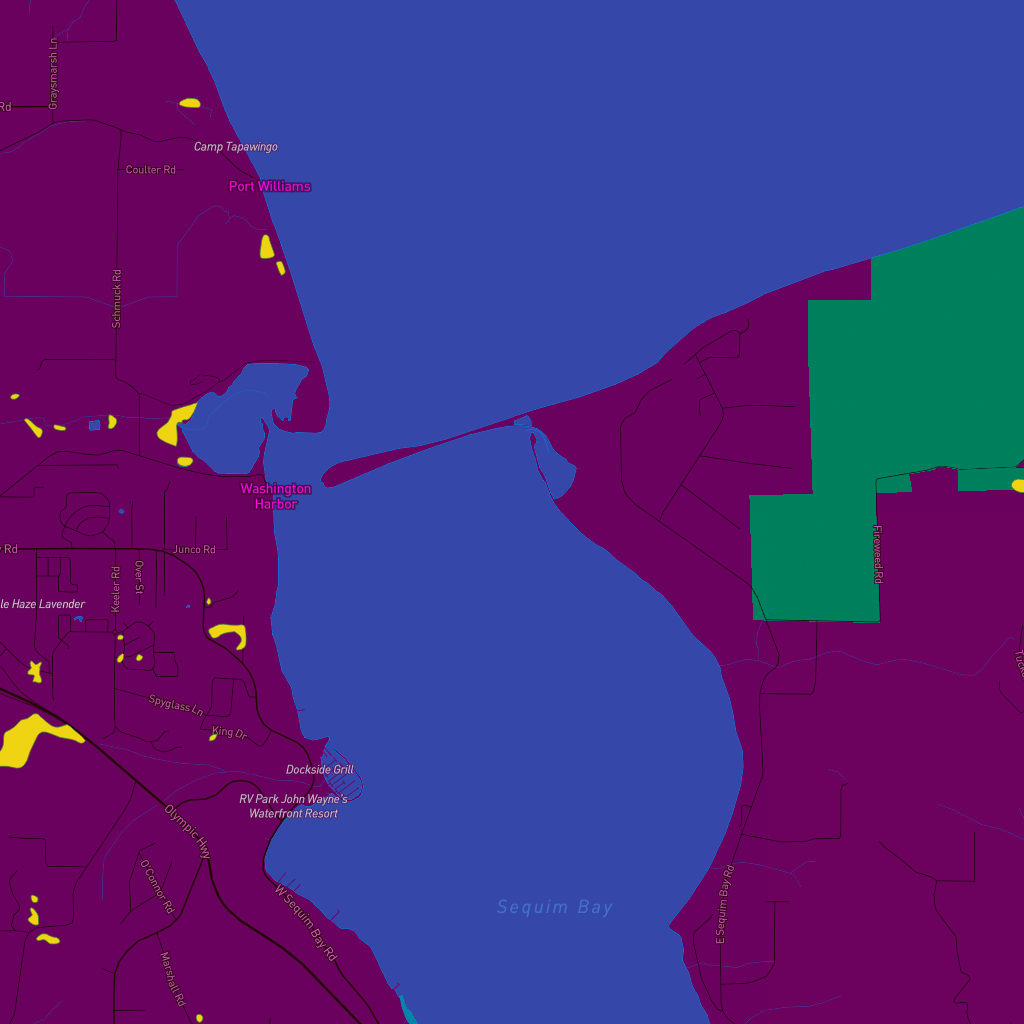 Graysmarsh Ln
Rd
Camp Tapawingo
Coulter Rd
Port Williams
Schmuck Rd
Washington
Harbor
Rd
Junco Rd
Fireweed Rd
Keeler Rd
Over St
le Haze Lavender
Tucke
Spyglass Ln
King Dr
Dockside Grill
RV Park John Wayne's
Waterfront Resort
Olympic Hwy
O'Connor Rd
W Sequim Bay Rd
Sequim Bay
E Sequim Bay Rd
Marshall Rd